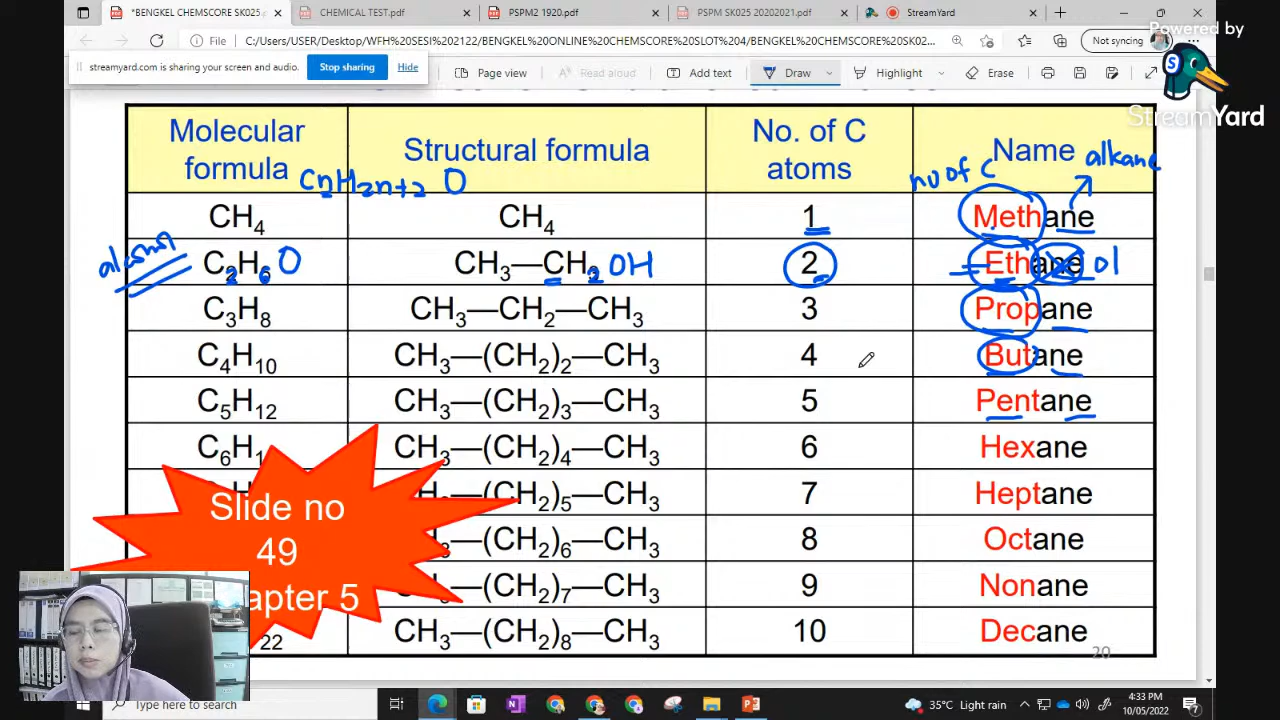 *BENGKEL CHEMSCORE SK025
CHEMICAL TEST.pdf
PSPM2 1920.pdf
PSPM SK025 20202021.pdf
StreamYard
File
C:/Users/USER/Desktop/WFH%20SESI
L%20ONLINE%20CHEMSCORE%20SLOT%204/BENGKEL%20CHEMSCORE%20SK02...
Not syncing
Powered by
StreamYard
streamyard.com is sharing your screen and audio.
Stop sharing
Hide
Page view
Read aloud
Add text
Draw
Highlight
Erase
Molecular formula
Structural formula
No. of C atoms
Name
CnH2n+2 O
no of C
alkane
CH4
CH4
1
Methane
alcohol
C2H6 O
CH3—CH2 OH
2
Ethane ol
C3H8
CH3—CH2—CH3
3
Propane
C4H10
CH3—(CH2)2—CH3
4
Butane
C5H12
CH3—(CH2)3—CH3
5
Pentane
C6H1
CH3—(CH2)4—CH3
6
Hexane
—(CH2)5—CH3
7
Heptane
—(CH2)6—CH3
8
Octane
—(CH2)7—CH3
9
Nonane
22
CH3—(CH2)8—CH3
10
Decane
Slide no
49
apter 5
20
Type here to search
35°C Light rain
4:33 PM
10/05/2022
7